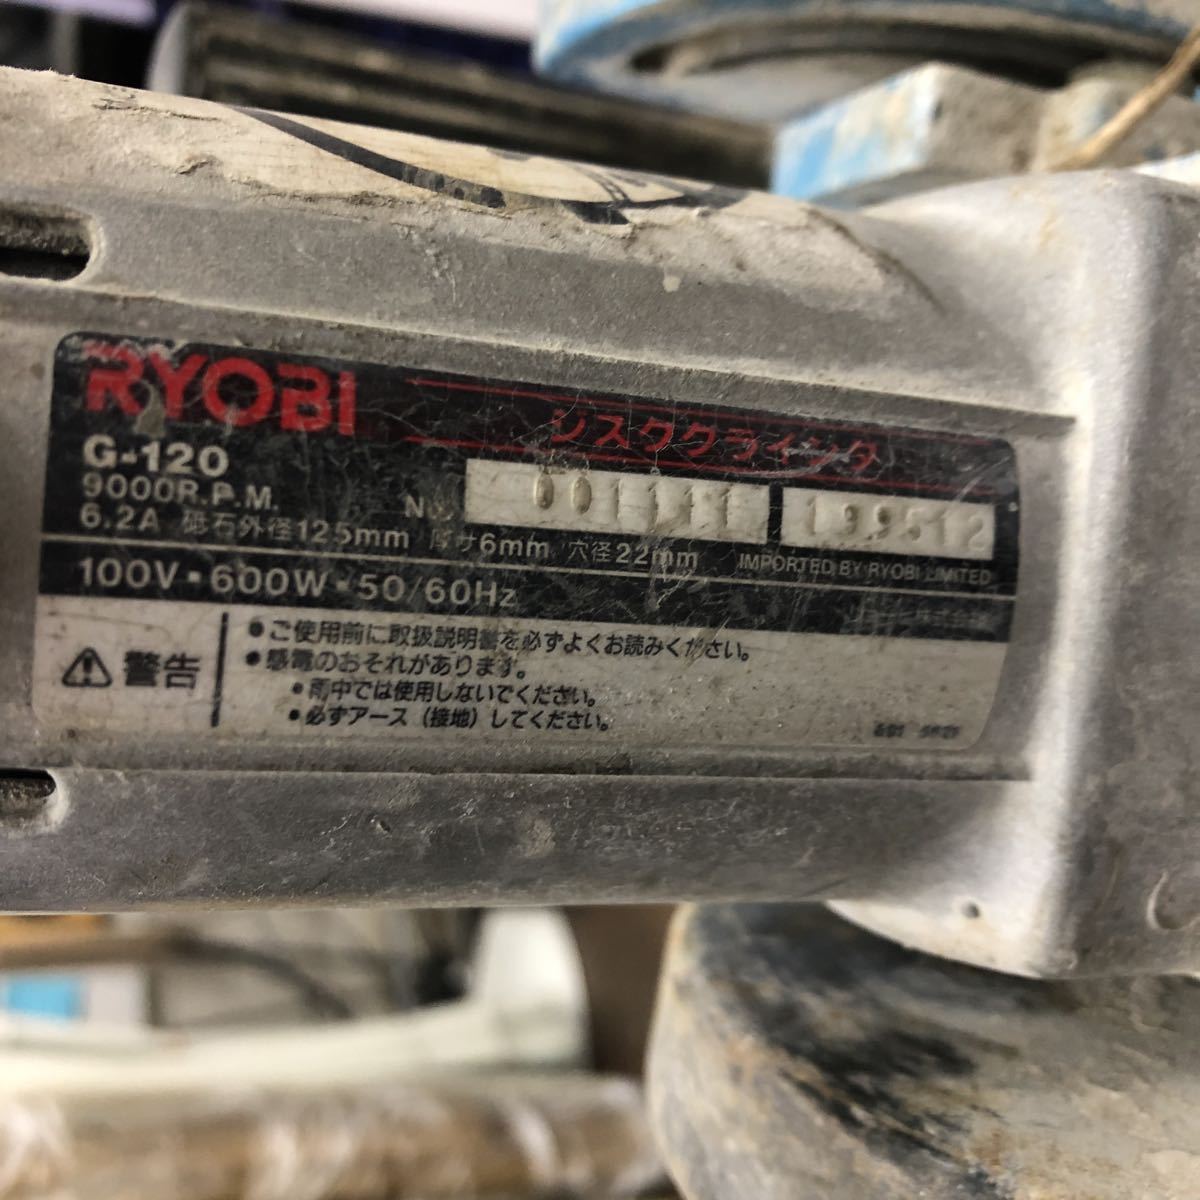 RYOBI
ディスクグラインダ
G-120
9000R.P.M.
No. 001111 199512
6.2A 砥石外径125mm 厚サ6mm 穴径22mm
IMPORTED BY RYOBI LIMITED
100V・600W・50/60Hz
警告
●ご使用前に取扱説明書を必ずよくお読みください。
●感電のおそれがあります。
●雨中では使用しないでください。
●必ずアース（接地）してください。